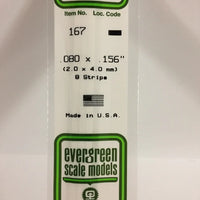 Item No. Loc. Code
167
.080 x .156"
(2.0 x 4.0 mm)
8 Strips
Made in U.S.A.
evergreen
scale models